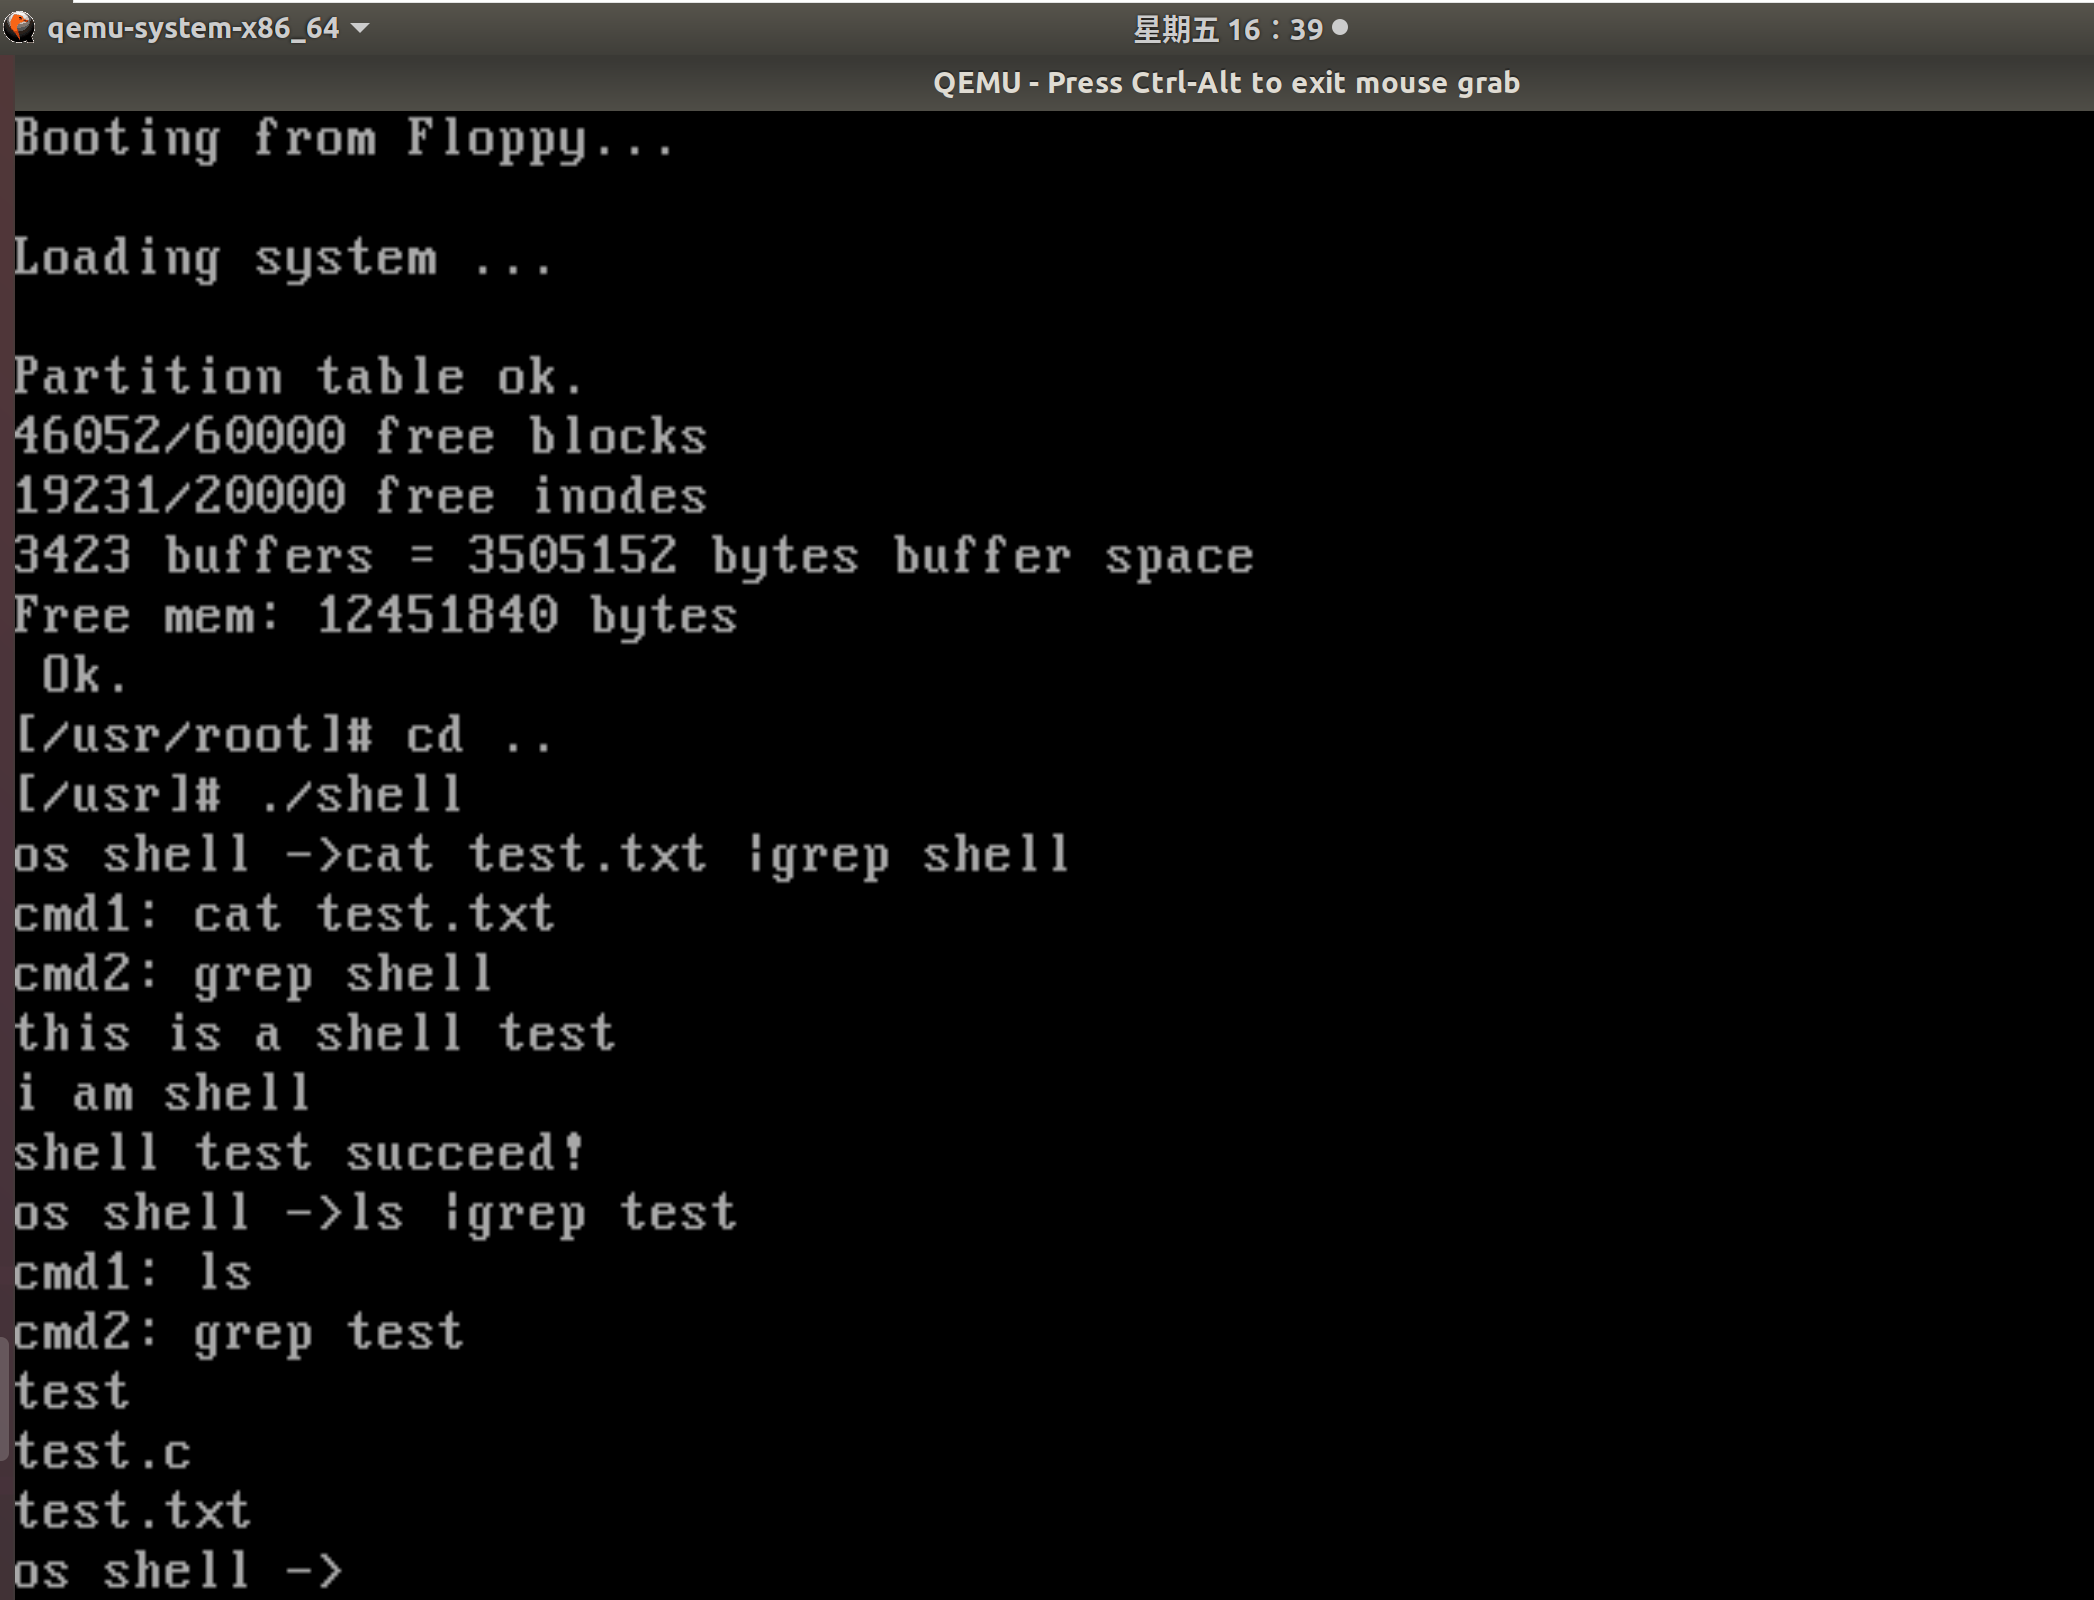 qemu-system-x86_64
星期五 16：39
QEMU - Press Ctrl-Alt to exit mouse grab
Booting from Floppy...
Loading system ...
Partition table ok.
46052/60000 free blocks
19231/20000 free inodes
3423 buffers = 3505152 bytes buffer space
Free mem: 12451840 bytes
 Ok.
[/usr/root]# cd ..
[/usr]# ./shell
os shell ->cat test.txt |grep shell
cmd1: cat test.txt
cmd2: grep shell
this is a shell test
i am shell
shell test succeed!
os shell ->ls |grep test
cmd1: ls
cmd2: grep test
test
test.c
test.txt
os shell ->